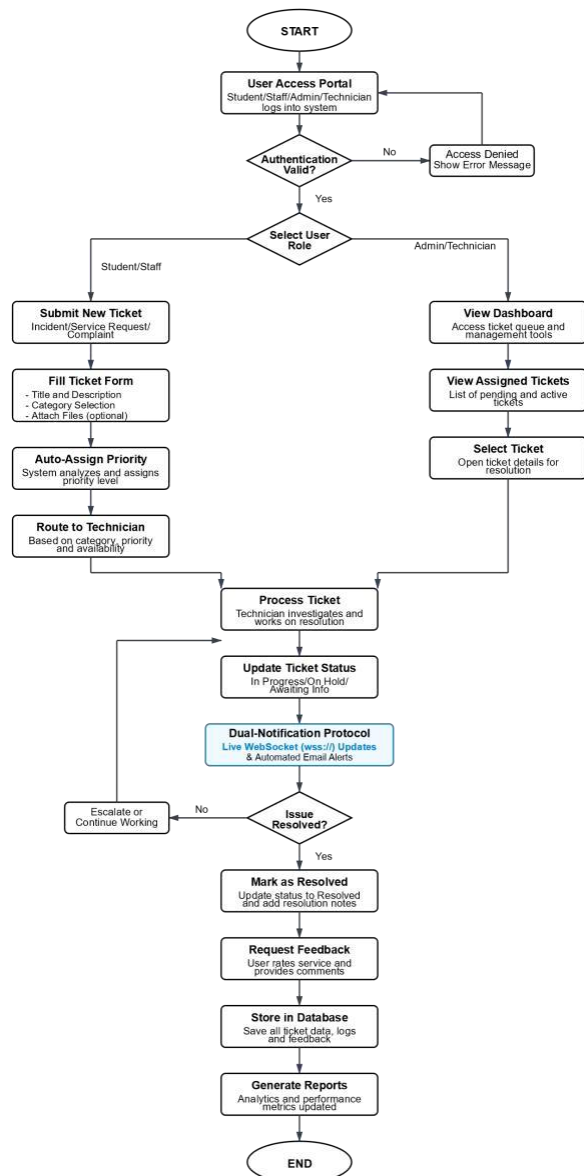 START
User Access Portal
Student/Staff/Admin/Technician
logs into system
Authentication
Valid?
No
Access Denied
Show Error Message
Yes
Select User
Role
Student/Staff
Admin/Technician
Submit New Ticket
Incident/Service Request/
Complaint
View Dashboard
Access ticket queue and
management tools
Fill Ticket Form
- Title and Description
- Category Selection
- Attach Files (optional)
View Assigned Tickets
List of pending and active
tickets
Auto-Assign Priority
System analyzes and assigns
priority level
Select Ticket
Open ticket details for
resolution
Route to Technician
Based on category, priority
and availability
Process Ticket
Technician investigates and
works on resolution
Update Ticket Status
In Progress/On Hold/
Awaiting Info
Dual-Notification Protocol
Live WebSocket (wss://) Updates
& Automated Email Alerts
Escalate or
Continue Working
No
Issue
Resolved?
Yes
Mark as Resolved
Update status to Resolved
and add resolution notes
Request Feedback
User rates service and
provides comments
Store in Database
Save all ticket data, logs
and feedback
Generate Reports
Analytics and performance
metrics updated
END